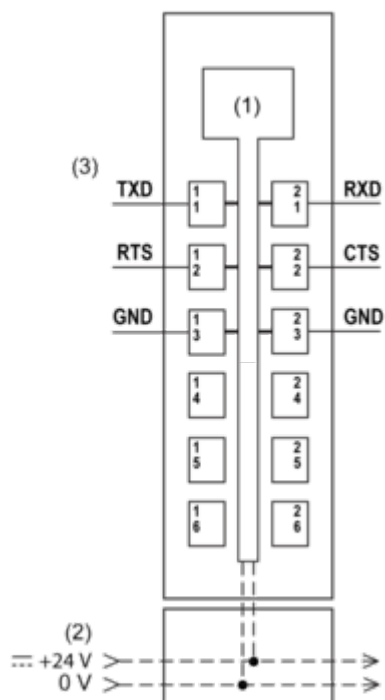 (1)
(3)
TXD 1 1 2 1 RXD
RTS 1 2 2 2 CTS
GND 1 3 2 3 GND
1 4 2 4
1 5 2 5
1 6 2 6
(2)
+24 V
0 V